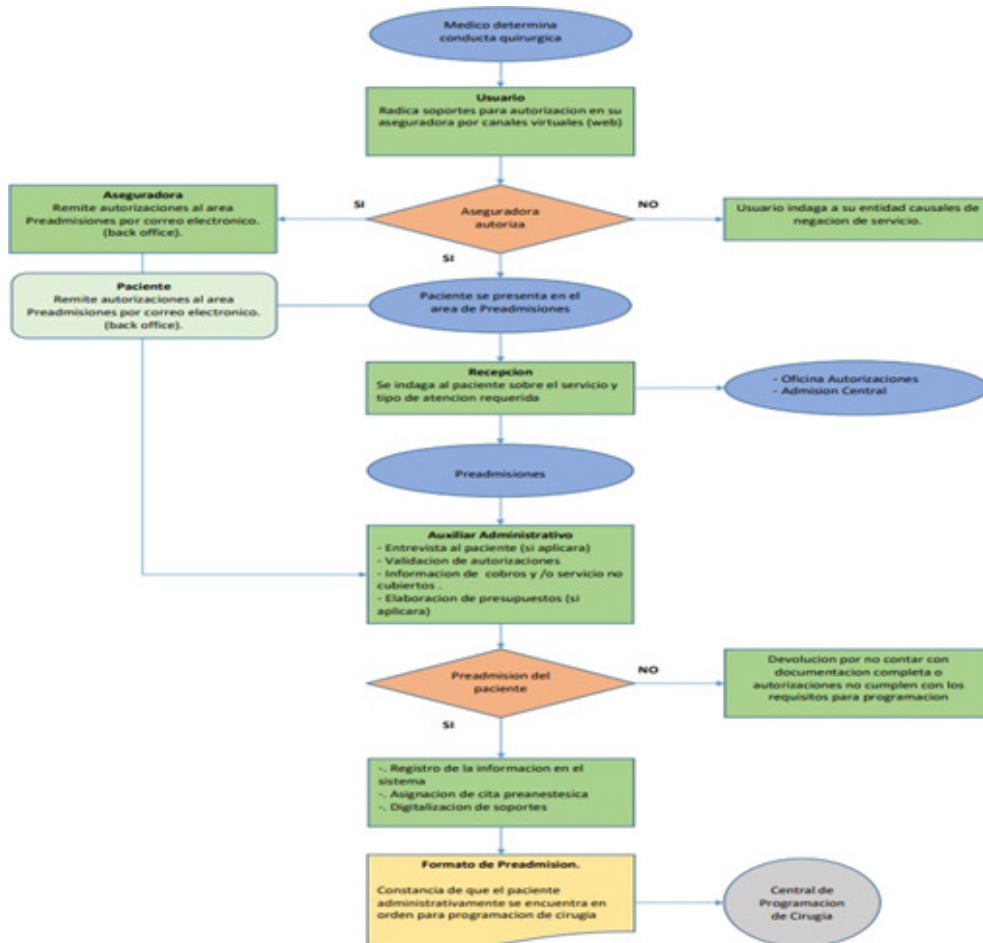 Medico determina
conducta quirurgica
Usuario
Radica soportes para autorizacion en su
aseguradora por canales virtuales (web)
Aseguradora
Remite autorizaciones al area
Preadmisiones por correo electronico.
(back office).
SI
Aseguradora
autoriza
NO
Usuario indaga a su entidad causales de
negacion de servicio.
SI
Paciente
Remite autorizaciones al area
Preadmisiones por correo electronico.
(back office).
Paciente se presenta en el
area de Preadmisiones
Recepcion
Se indaga al paciente sobre el servicio y
tipo de atencion requerida
- Oficina Autorizaciones
- Admision Central
Preadmisiones
Auxiliar Administrativo
- Entrevista al paciente (si aplicara)
- Validacion de autorizaciones
- Informacion de cobros y /o servicio no
cubiertos .
- Elaboracion de presupuestos (si
aplicara)
Preadmision del
paciente
NO
Devolucion por no contar con
documentacion completa o
autorizaciones no cumplen con los
requisitos para programacion
SI
-. Registro de la informacion en el
sistema
-. Asignacion de cita preanestesica
-. Digitalizacion de soportes
Formato de Preadmision.
Constancia de que el paciente
administrativamente se encuentra en
orden para programacion de cirugia
Central de
Programacion
de Cirugia